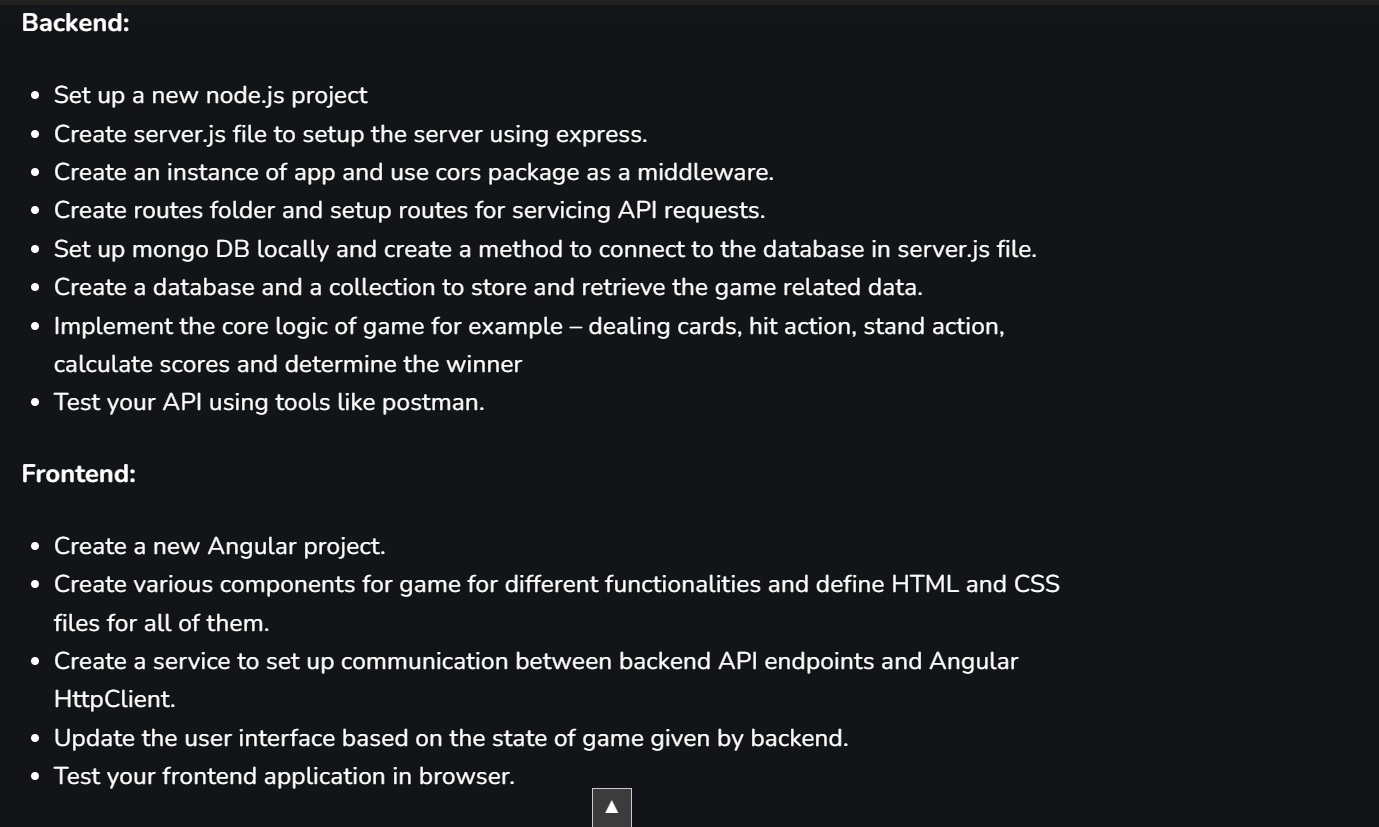 Backend:
Set up a new node.js project
Create server.js file to setup the server using express.
Create an instance of app and use cors package as a middleware.
Create routes folder and setup routes for servicing API requests.
Set up mongo DB locally and create a method to connect to the database in server.js file.
Create a database and a collection to store and retrieve the game related data.
Implement the core logic of game for example – dealing cards, hit action, stand action,
calculate scores and determine the winner
Test your API using tools like postman.
Frontend:
Create a new Angular project.
Create various components for game for different functionalities and define HTML and CSS
files for all of them.
Create a service to set up communication between backend API endpoints and Angular
HttpClient.
Update the user interface based on the state of game given by backend.
Test your frontend application in browser.